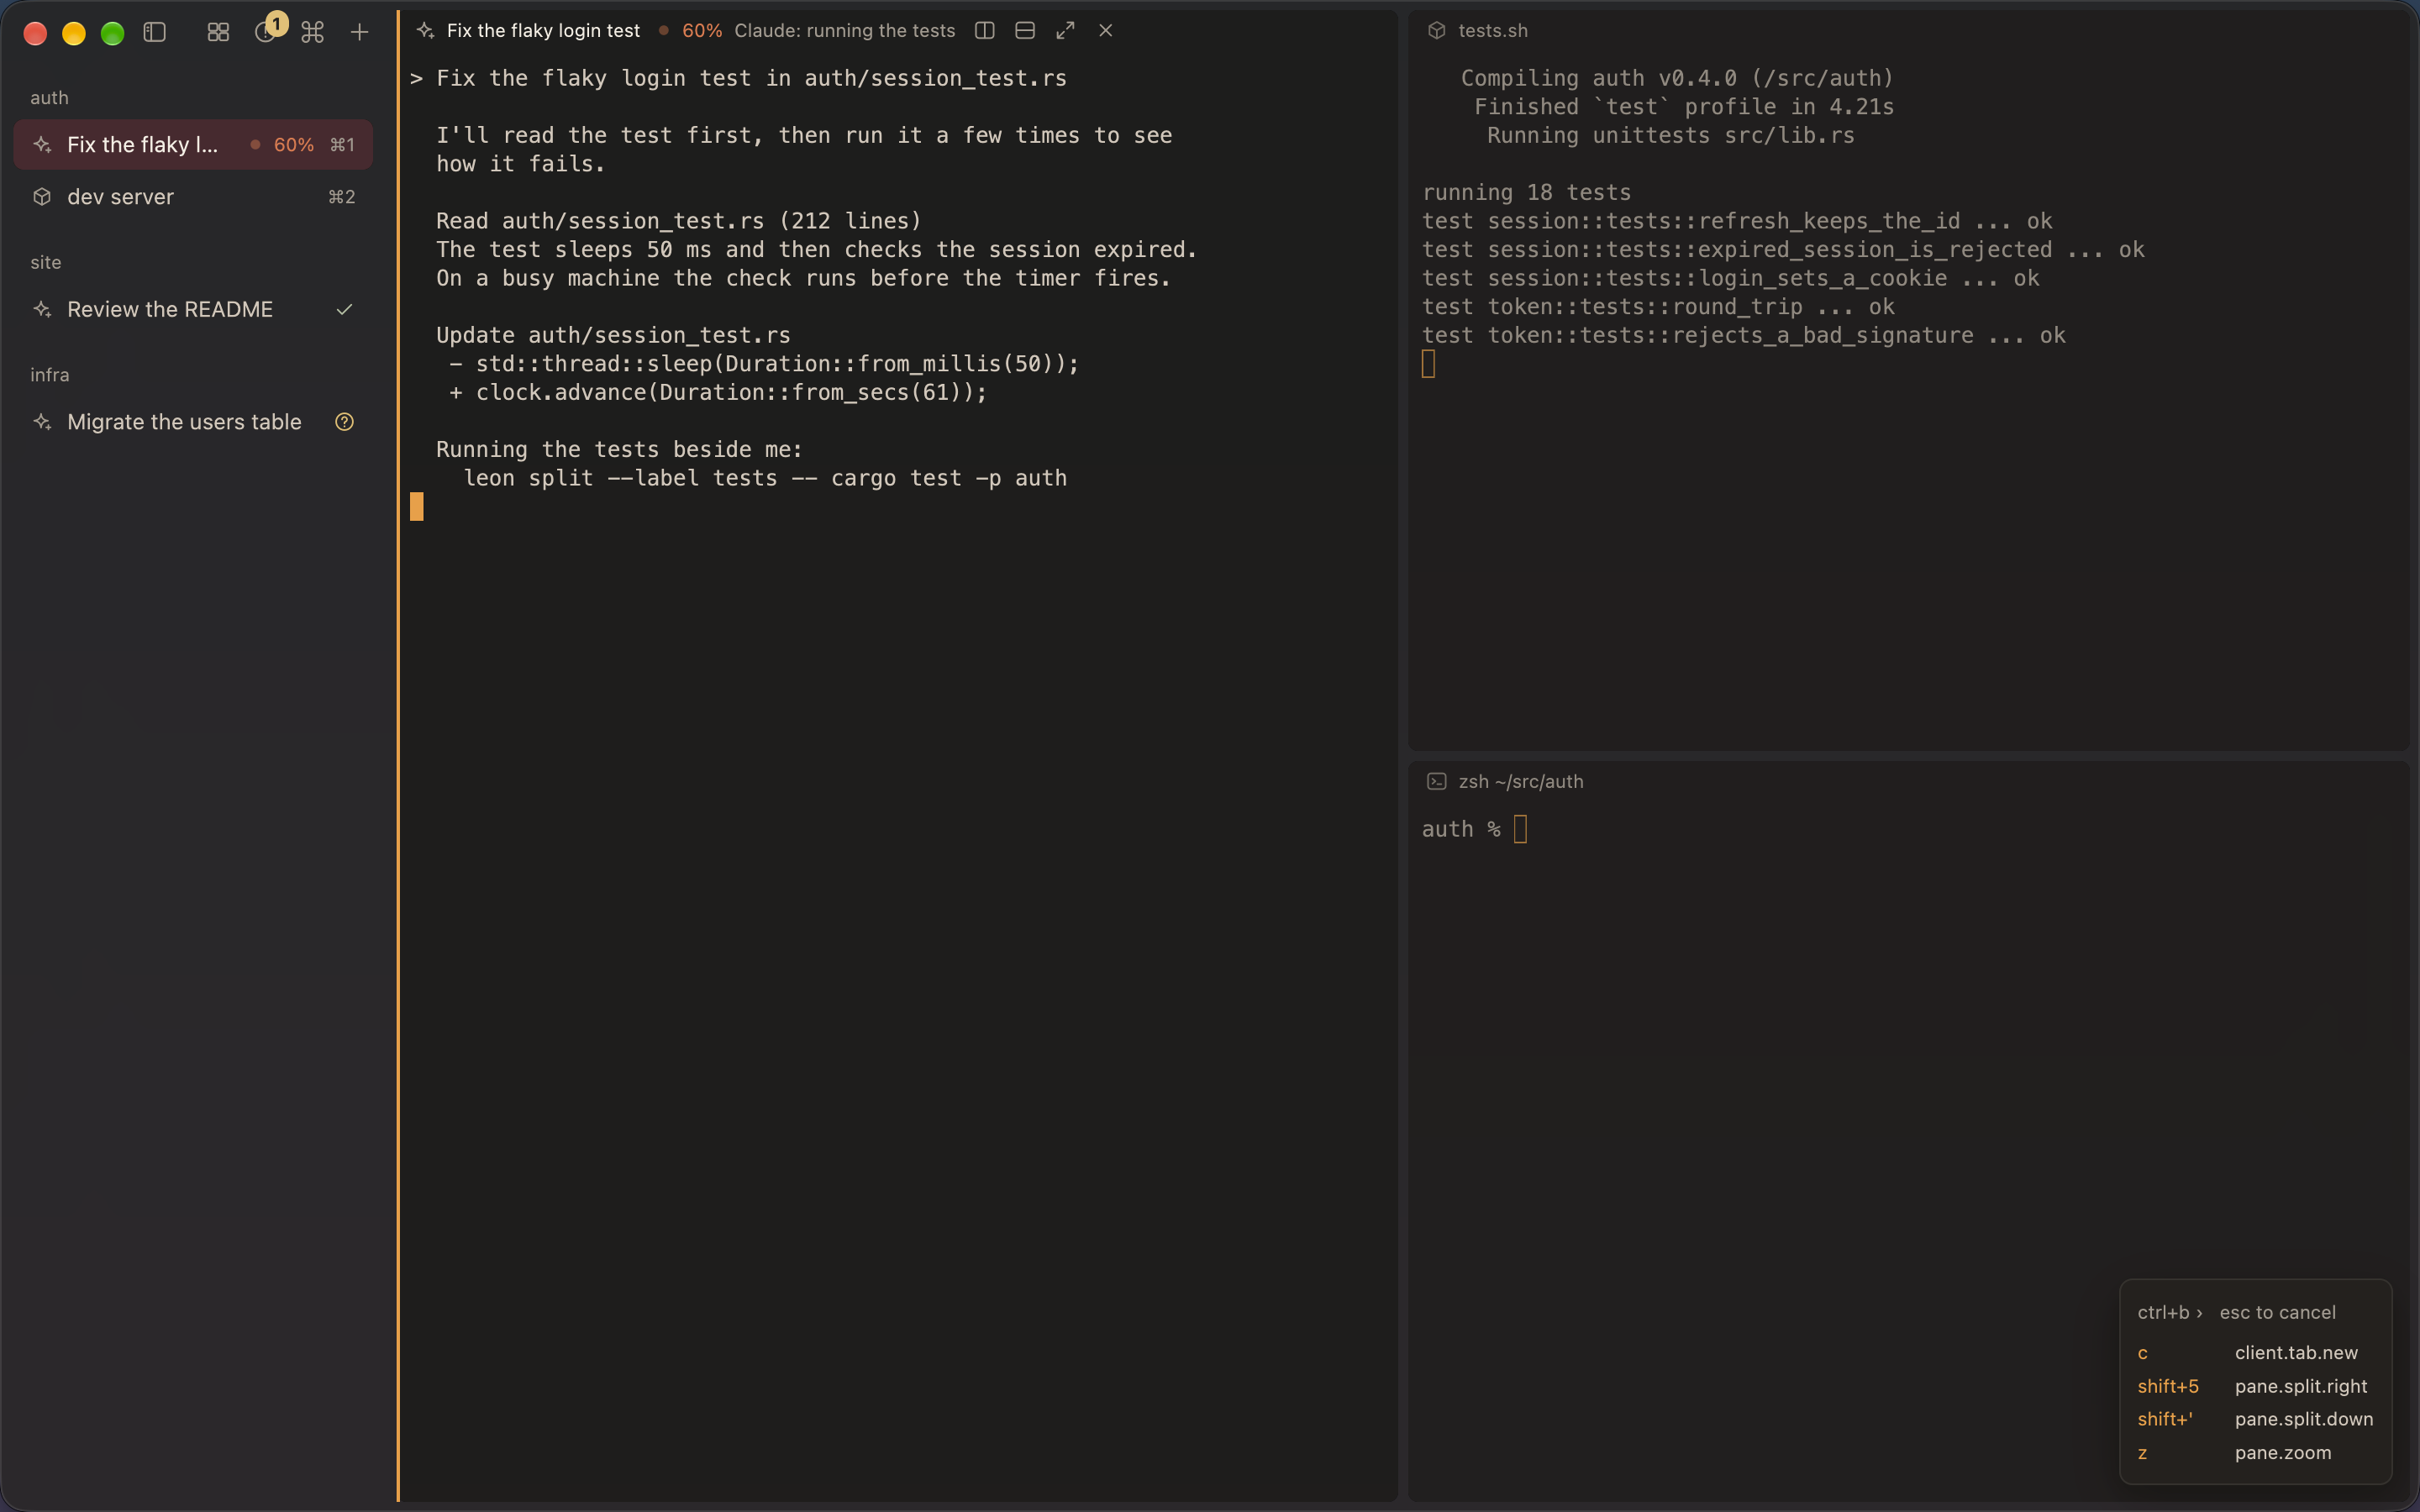 1
auth
Fix the flaky l... 60% ⌘1
dev server ⌘2
site
Review the README
infra
Migrate the users table
Fix the flaky login test 60% Claude: running the tests
> Fix the flaky login test in auth/session_test.rs
I'll read the test first, then run it a few times to see
how it fails.
Read auth/session_test.rs (212 lines)
The test sleeps 50 ms and then checks the session expired.
On a busy machine the check runs before the timer fires.
Update auth/session_test.rs
- std::thread::sleep(Duration::from_millis(50));
+ clock.advance(Duration::from_secs(61));
Running the tests beside me:
leon split --label tests -- cargo test -p auth
tests.sh
Compiling auth v0.4.0 (/src/auth)
Finished `test` profile in 4.21s
Running unittests src/lib.rs
running 18 tests
test session::tests::refresh_keeps_the_id ... ok
test session::tests::expired_session_is_rejected ... ok
test session::tests::login_sets_a_cookie ... ok
test token::tests::round_trip ... ok
test token::tests::rejects_a_bad_signature ... ok
zsh ~/src/auth
auth %
ctrl+b › esc to cancel
c client.tab.new
shift+5 pane.split.right
shift+' pane.split.down
z pane.zoom